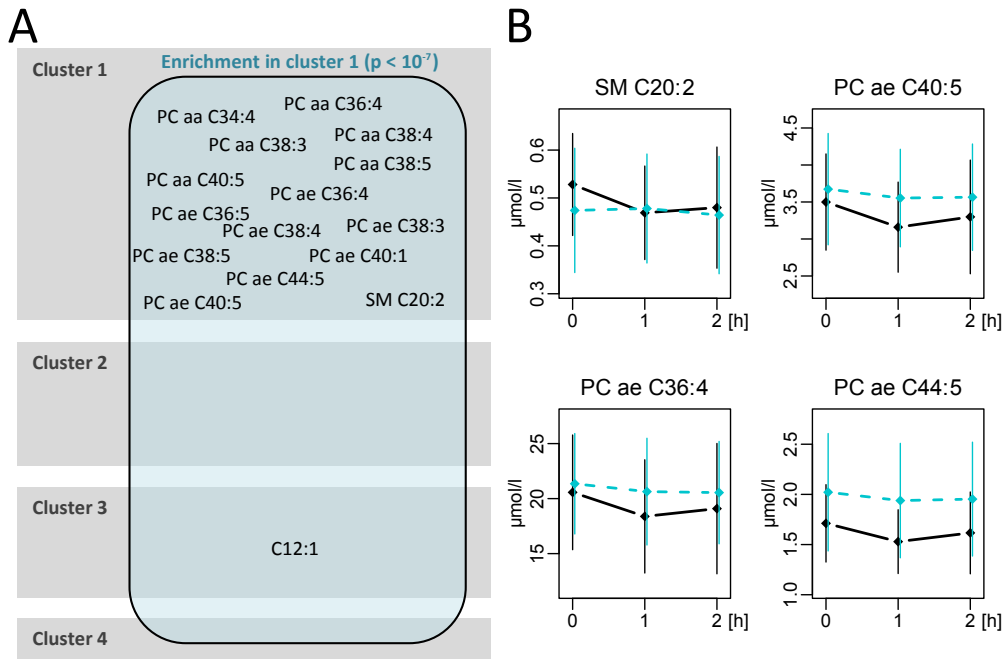 A
Enrichment in cluster 1 (p < 10⁻⁷)
Cluster 1
PC aa C36:4
PC aa C34:4
PC aa C38:4
PC aa C38:3
PC aa C38:5
PC aa C40:5
PC ae C36:4
PC ae C36:5
PC ae C38:3
PC ae C38:4
PC ae C38:5
PC ae C40:1
PC ae C44:5
PC ae C40:5
SM C20:2
Cluster 2
Cluster 3
C12:1
Cluster 4
B
SM C20:2
µmol/l
0.6
0.5
0.4
0.3
0 1 2 [h]
PC ae C40:5
µmol/l
4.5
3.5
2.5
0 1 2 [h]
PC ae C36:4
µmol/l
25
20
15
0 1 2 [h]
PC ae C44:5
µmol/l
2.5
2.0
1.5
1.0
0 1 2 [h]